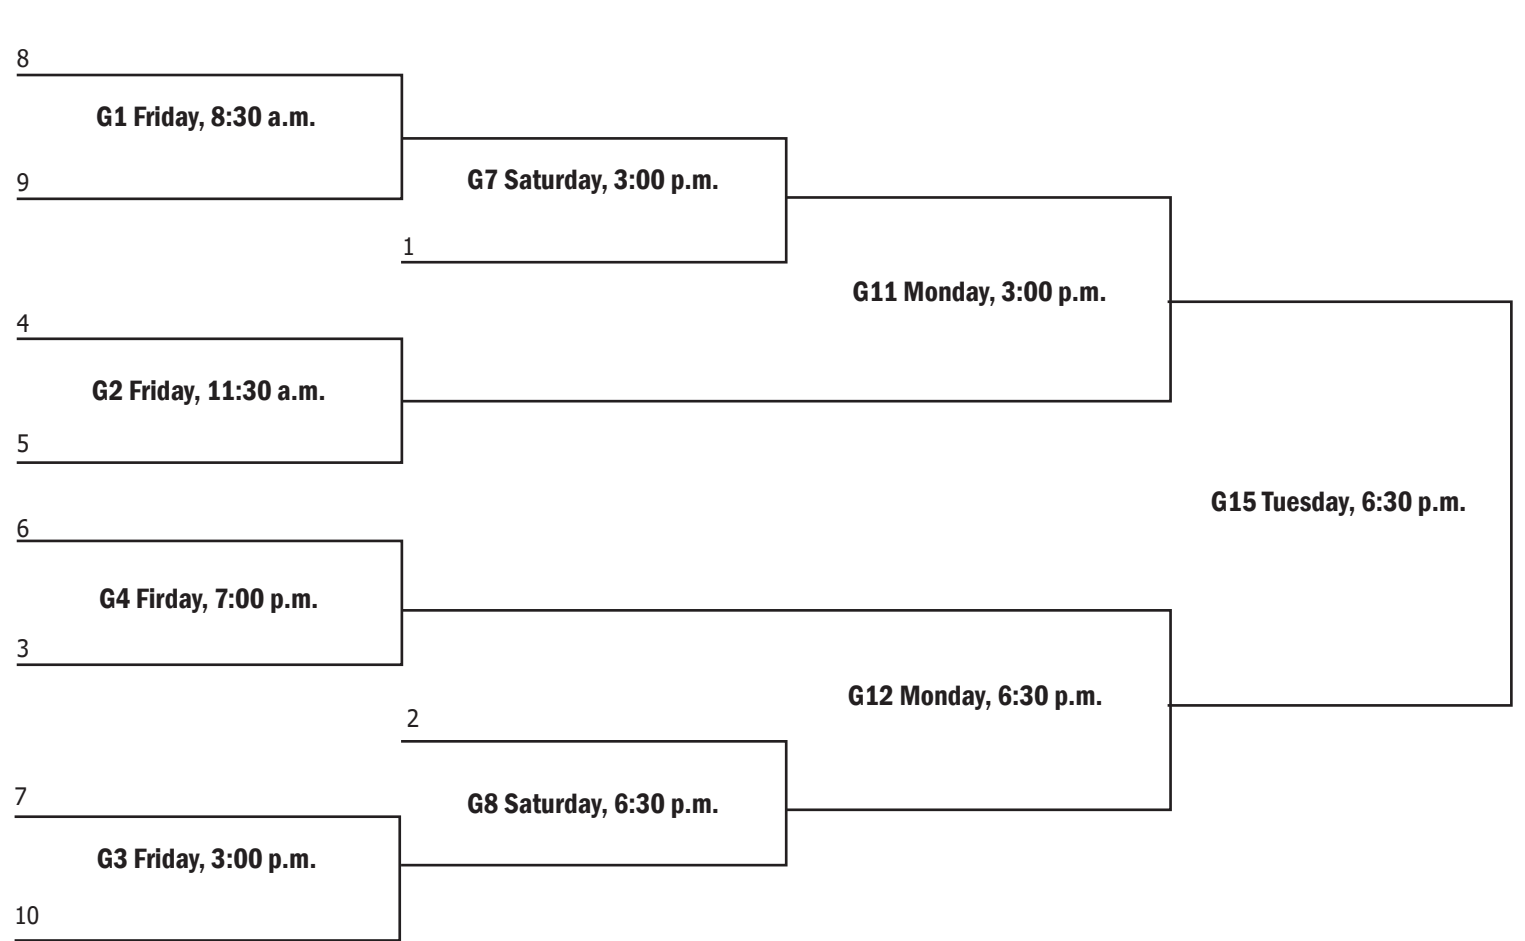 8
G1 Friday, 8:30 a.m.
9
G7 Saturday, 3:00 p.m.
1
G11 Monday, 3:00 p.m.
4
G2 Friday, 11:30 a.m.
5
G15 Tuesday, 6:30 p.m.
6
G4 Firday, 7:00 p.m.
3
G12 Monday, 6:30 p.m.
2
7
G8 Saturday, 6:30 p.m.
G3 Friday, 3:00 p.m.
10